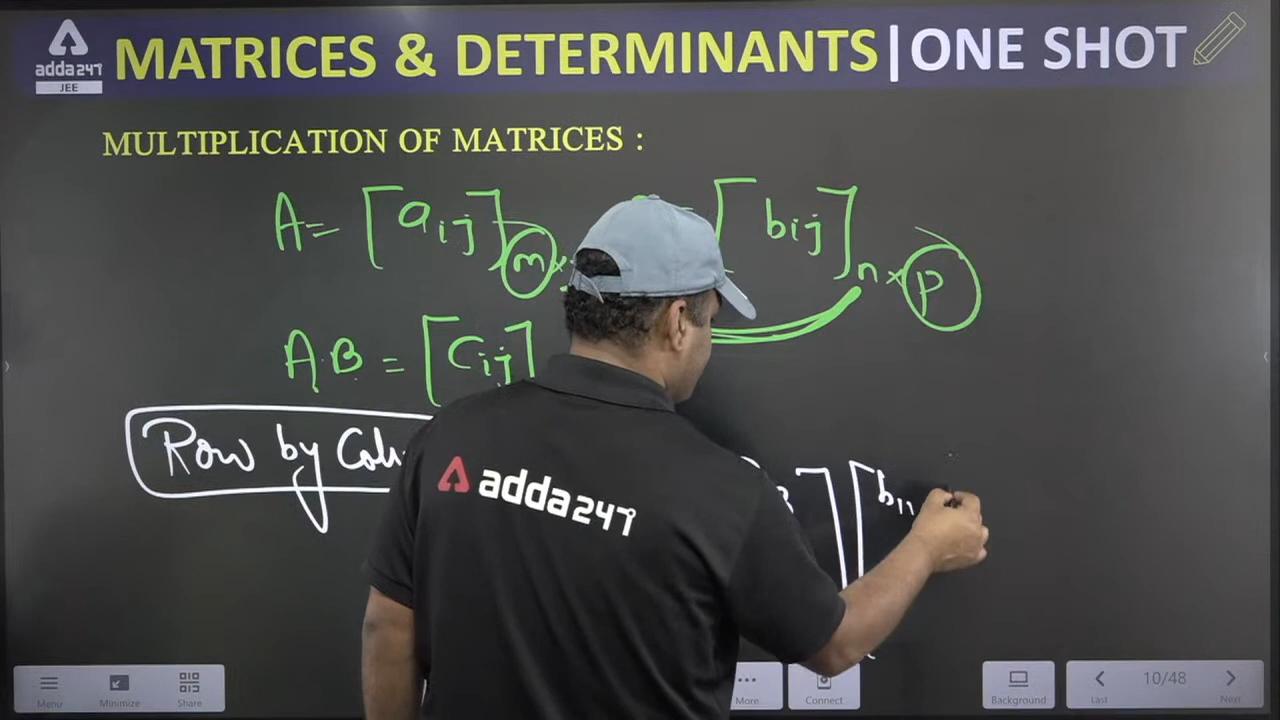 adda247
JEE
MATRICES & DETERMINANTS | ONE SHOT
MULTIPLICATION OF MATRICES :
A = [aij] m × [bij] n × p
AB = [Cij]
Row by
[b11
adda247
Menu Minimize Share More Connect Background Last 10/48 Next